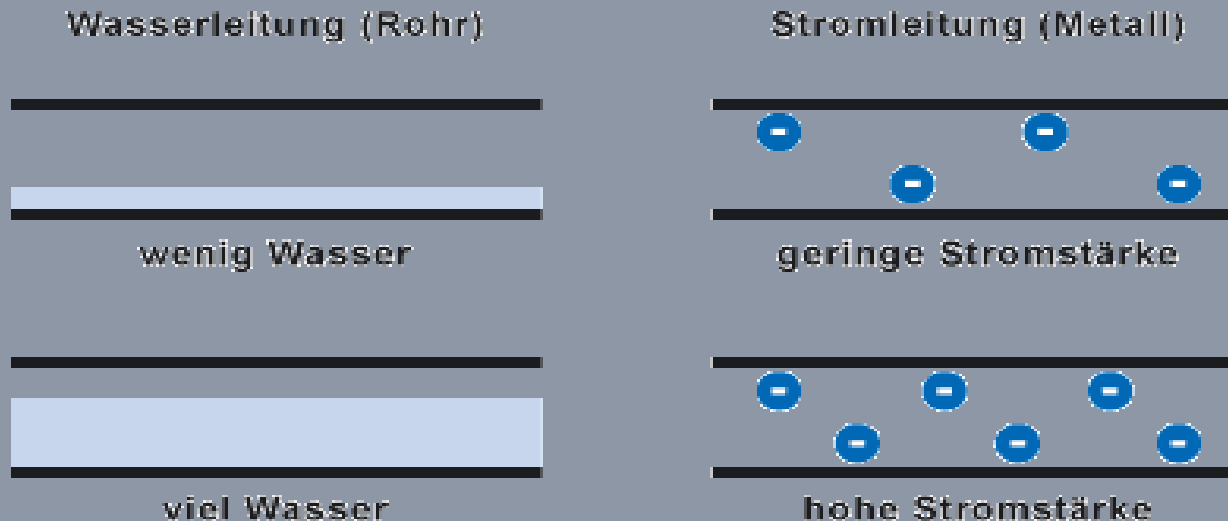 Wasserleitung (Rohr)
Stromleitung (Metall)
wenig Wasser
geringe Stromstärke
viel Wasser
hohe Stromstärke